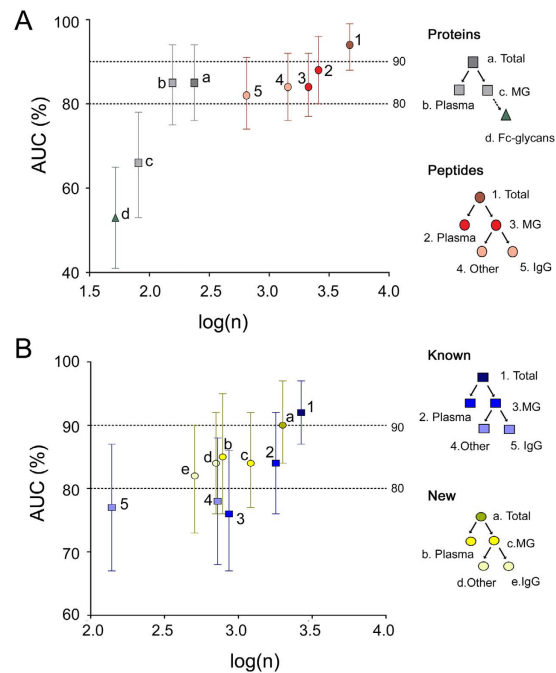 A
100
90
80
60
40
AUC (%)
b
a
c
d
5
4
3
2
1
90
80
1.5
2.0
2.5
3.0
3.5
4.0
log(n)
Proteins
a. Total
c. MG
b. Plasma
d. Fc-glycans
Peptides
1. Total
3. MG
2. Plasma
4. Other
5. IgG
B
100
90
80
70
60
AUC (%)
5
e
d
b
4
3
c
2
a
1
90
80
2.0
2.5
3.0
3.5
4.0
log(n)
Known
1. Total
3.MG
2. Plasma
4.Other
5. IgG
New
a. Total
c.MG
b. Plasma
d.Other
e.IgG